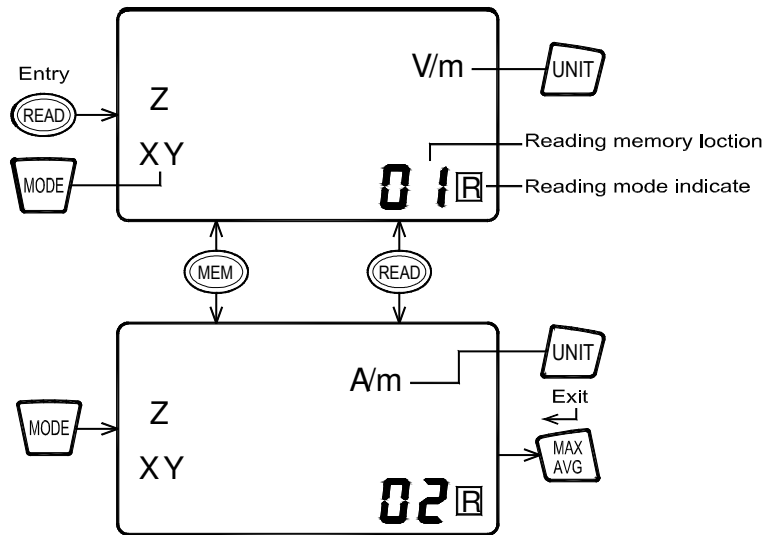 V/m
UNIT
Entry
READ
Z
XY
MODE
Reading memory loction
01 R
Reading mode indicate
MEM
READ
A/m
UNIT
Exit
MODE
Z
XY
MAX
AVG
02 R